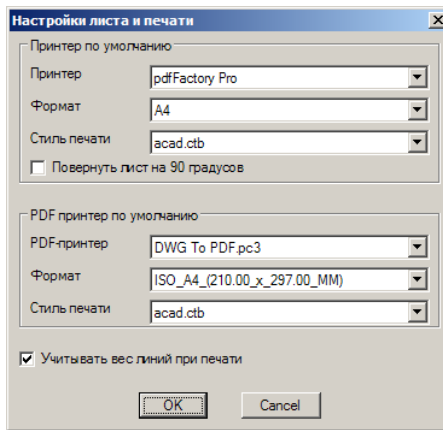 Настройки листа и печати
Принтер по умолчанию
Принтер pdfFactory Pro
Формат A4
Стиль печати acad.ctb
Повернуть лист на 90 градусов
PDF принтер по умолчанию
PDF-принтер DWG To PDF.pc3
Формат ISO_A4_(210.00_x_297.00_MM)
Стиль печати acad.ctb
Учитывать вес линий при печати
OK Cancel